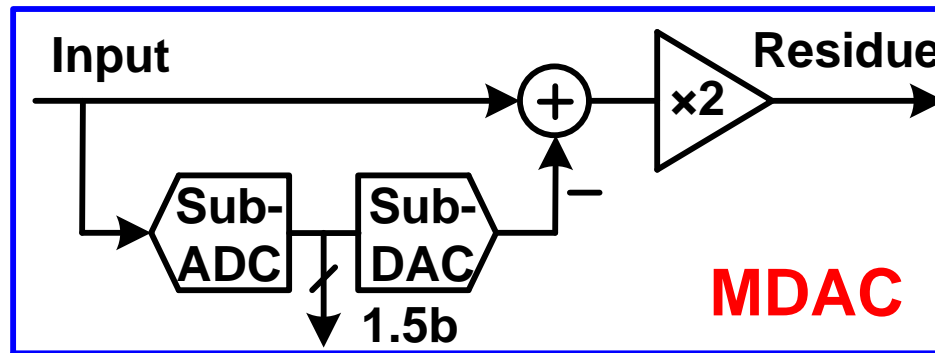 Input
Residue
+
×2
−
Sub-
ADC
Sub-
DAC
1.5b
MDAC